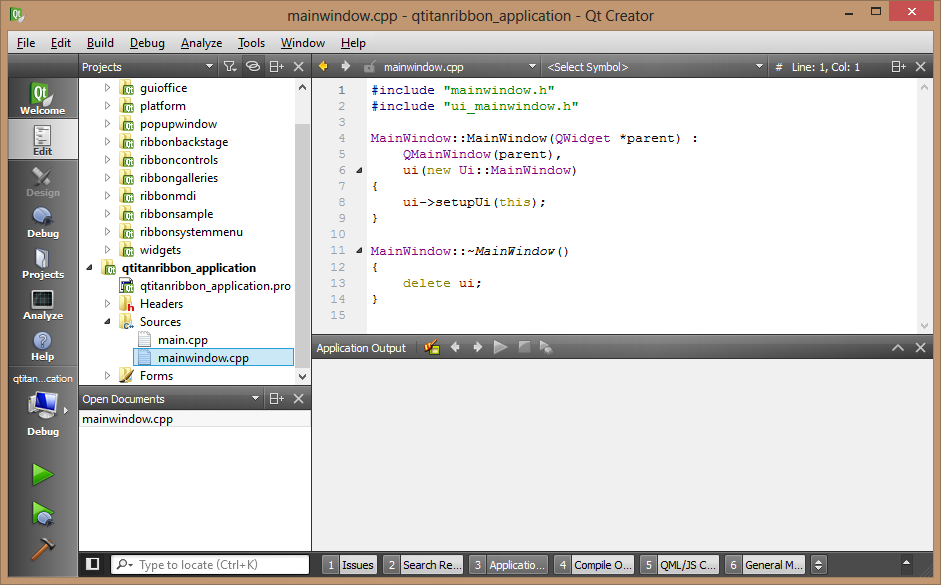 mainwindow.cpp - qtitanribbon_application - Qt Creator
File Edit Build Debug Analyze Tools Window Help
Projects
mainwindow.cpp
<Select Symbol>
# Line: 1, Col: 1
Welcome
Edit
Design
Debug
Projects
Analyze
Help
qtitan...cation
Debug
guioffice
platform
popupwindow
ribbonbackstage
ribboncontrols
ribbongalleries
ribbonmdi
ribbonsample
ribbonsystemmenu
widgets
qtitanribbon_application
qtitanribbon_application.pro
Headers
Sources
main.cpp
mainwindow.cpp
Forms
Open Documents
mainwindow.cpp
1 #include "mainwindow.h"
2 #include "ui_mainwindow.h"
3
4 MainWindow::MainWindow(QWidget *parent) :
5 QMainWindow(parent),
6 ui(new Ui::MainWindow)
7 {
8 ui->setupUi(this);
9 }
10
11 MainWindow::~MainWindow()
12 {
13 delete ui;
14 }
15
Application Output
Type to locate (Ctrl+K)
1 Issues
2 Search Re...
3 Applicatio...
4 Compile O...
5 QML/JS C...
6 General M...